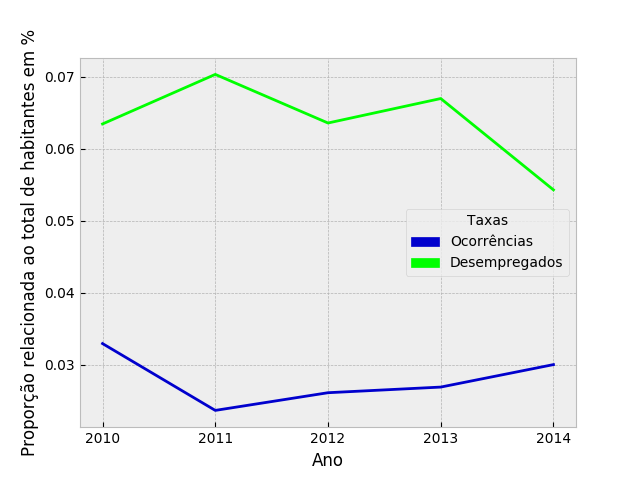 Proporção relacionada ao total de habitantes em %
0.07
0.06
0.05
0.04
0.03
Taxas
Ocorrências
Desempregados
2010 2011 2012 2013 2014
Ano